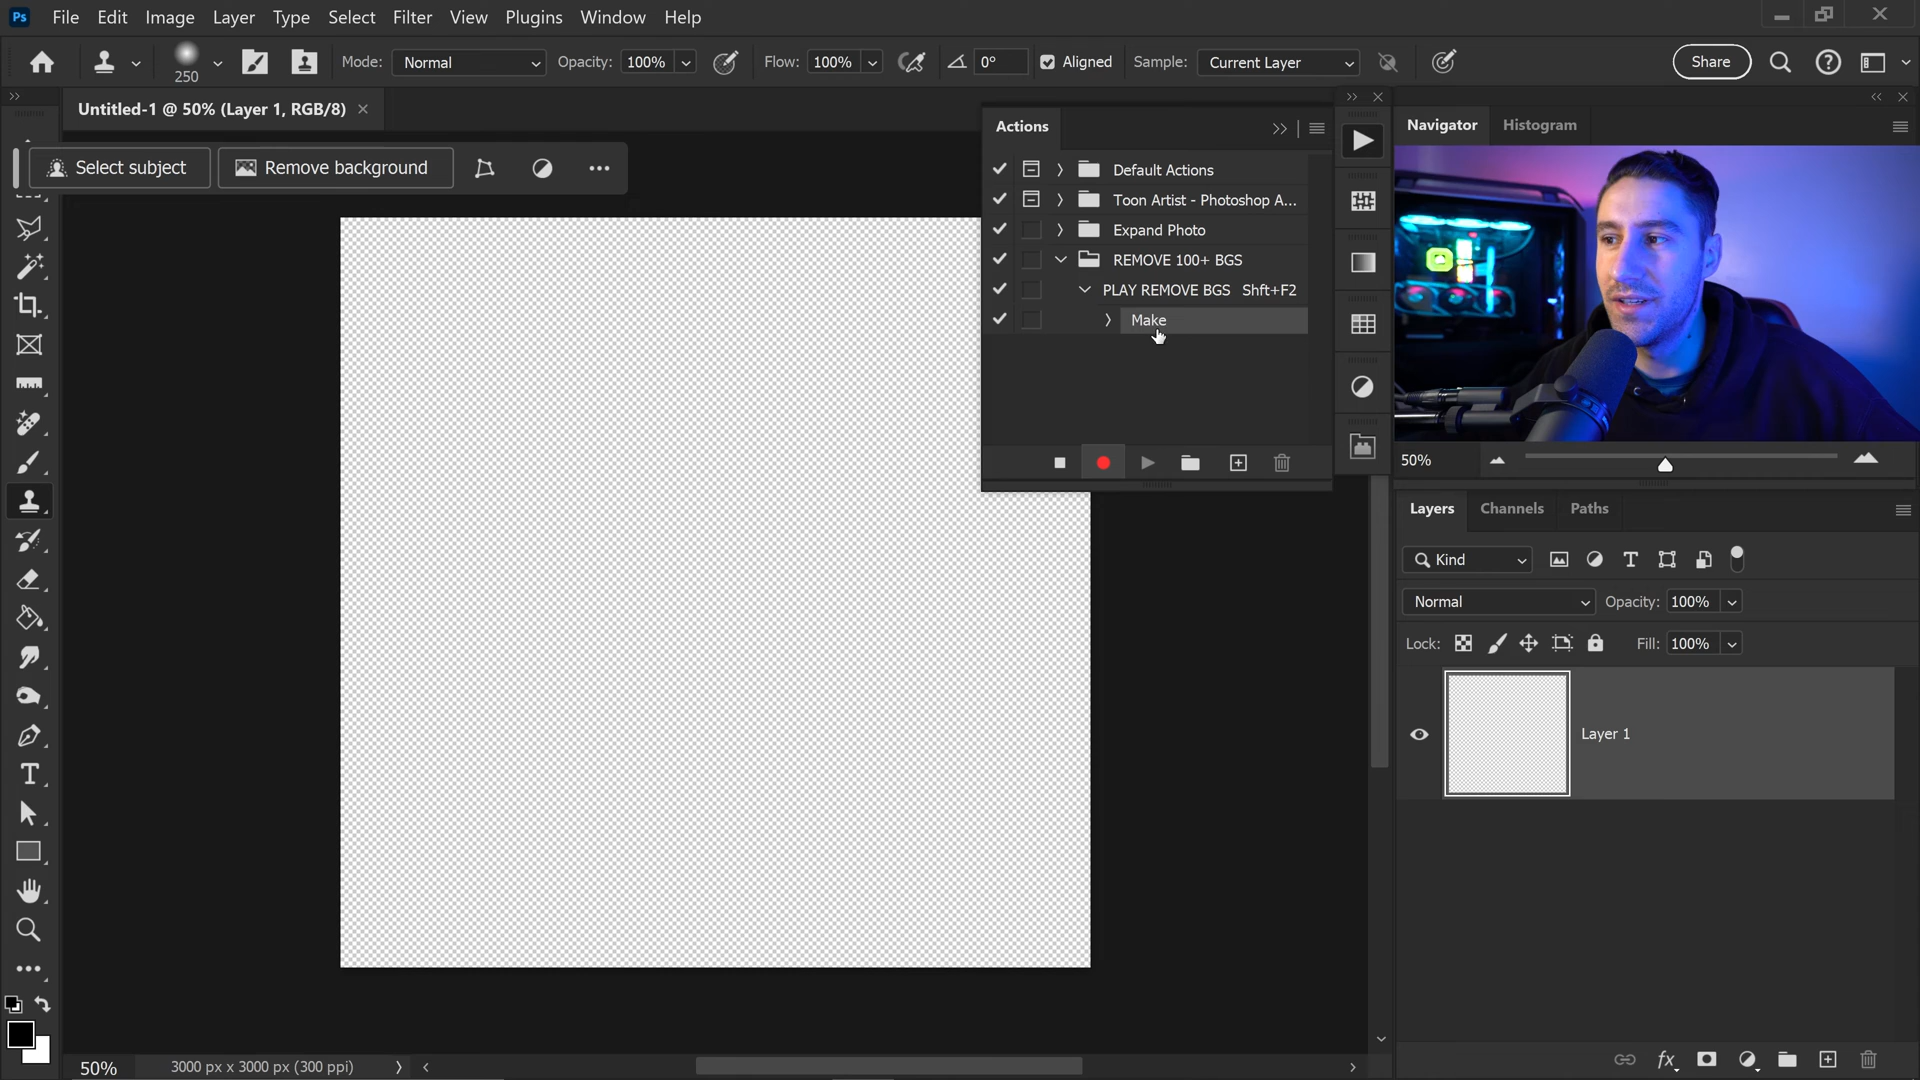 Ps File Edit Image Layer Type Select Filter View Plugins Window Help
250 Mode: Normal Opacity: 100% Flow: 100% 0° Aligned Sample: Current Layer Share
Untitled-1 @ 50% (Layer 1, RGB/8)
Select subject Remove background
Actions
Default Actions
Toon Artist - Photoshop A...
Expand Photo
REMOVE 100+ BGS
PLAY REMOVE BGS Shft+F2
Make
Navigator Histogram
50%
Layers Channels Paths
Kind
Normal Opacity: 100%
Lock: Fill: 100%
Layer 1
50% 3000 px x 3000 px (300 ppi)